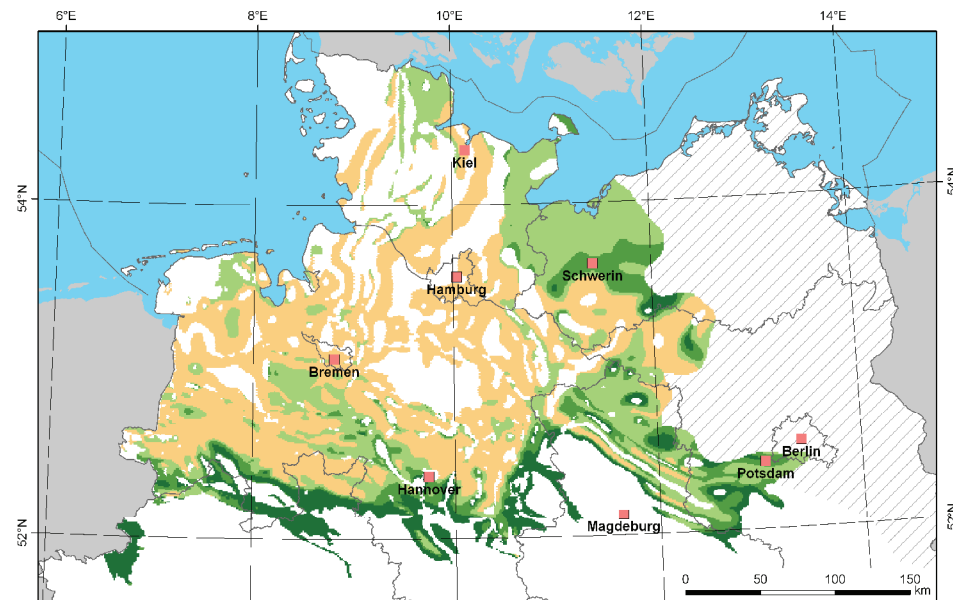 6°E 8°E 10°E 12°E 14°E
Kiel
54°N
54°N
Schwerin
Hamburg
Bremen
Berlin
Potsdam
Hannover
Magdeburg
52°N
52°N
0 50 100 150
km